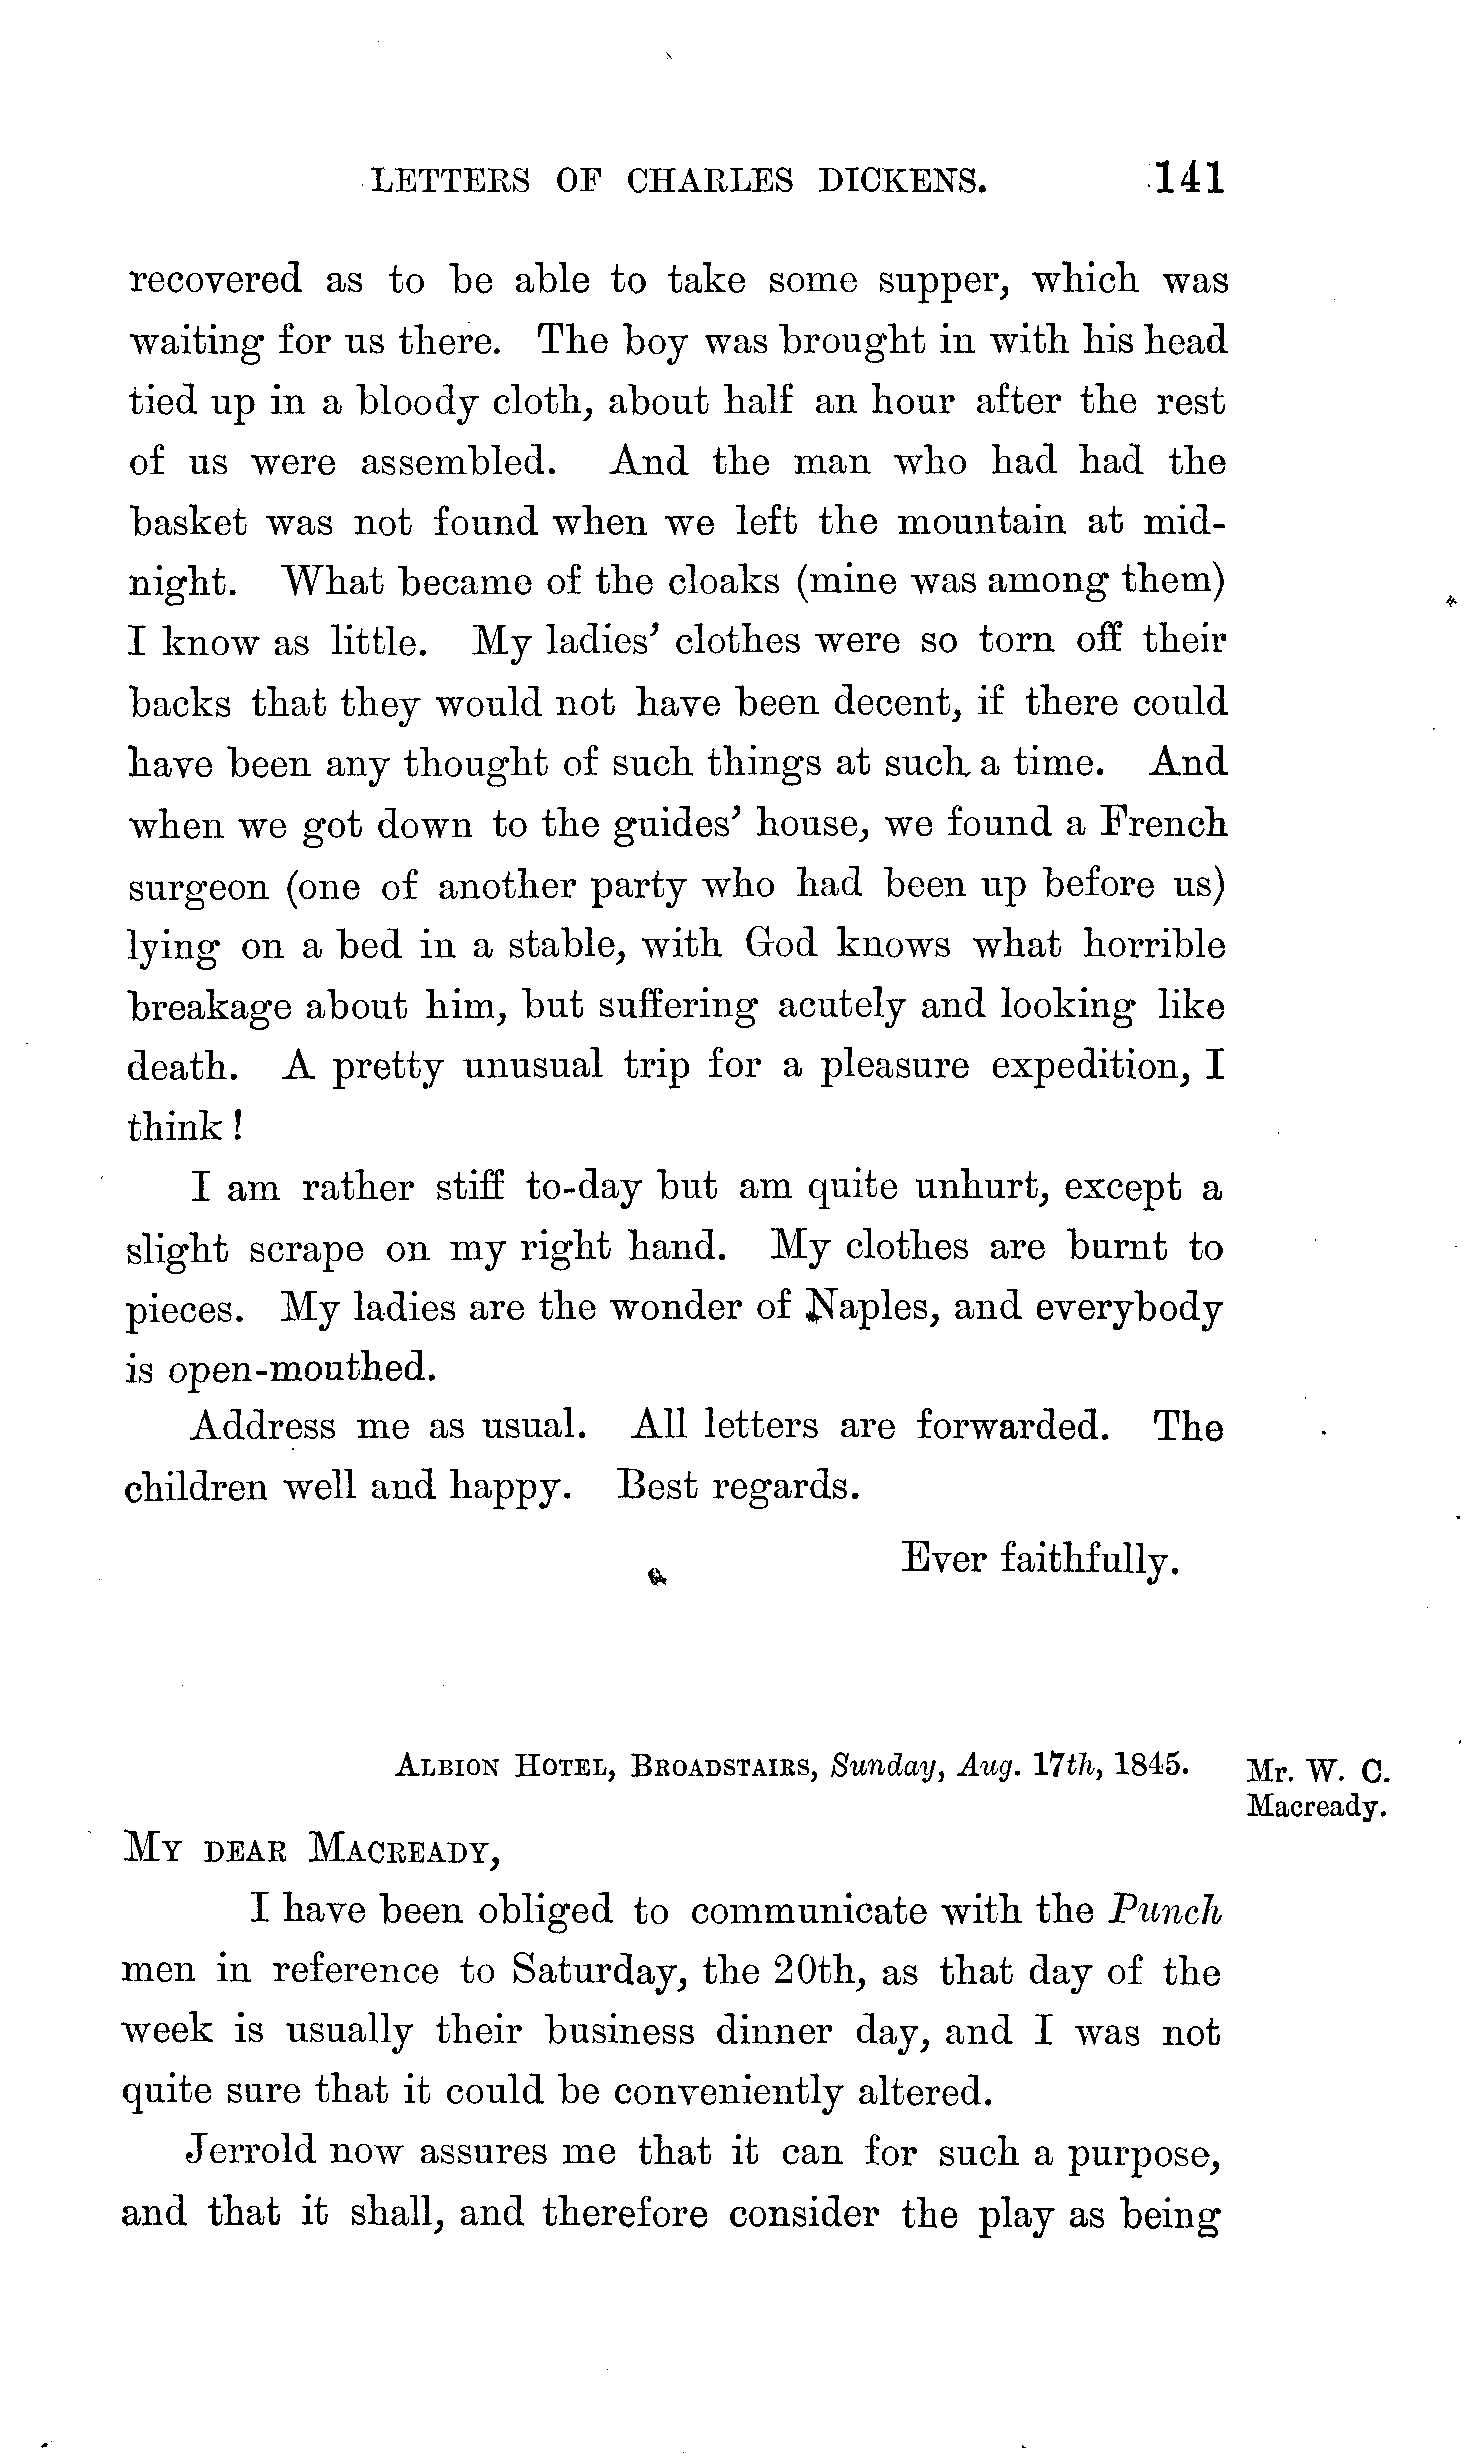 LETTERS OF CHARLES DICKENS. 141
recovered as to be able to take some supper, which was
waiting for us there. The boy was brought in with his head
tied up in a bloody cloth, about half an hour after the rest
of us were assembled. And the man who had had the
basket was not found when we left the mountain at mid-
night. What became of the cloaks (mine was among them)
I know as little. My ladies' clothes were so torn off their
backs that they would not have been decent, if there could
have been any thought of such things at such a time. And
when we got down to the guides' house, we found a French
surgeon (one of another party who had been up before us)
lying on a bed in a stable, with God knows what horrible
breakage about him, but suffering acutely and looking like
death. A pretty unusual trip for a pleasure expedition, I
think!
I am rather stiff to-day but am quite unhurt, except a
slight scrape on my right hand. My clothes are burnt to
pieces. My ladies are the wonder of Naples, and everybody
is open-mouthed.
Address me as usual. All letters are forwarded. The
children well and happy. Best regards.
Ever faithfully.
ALBION HOTEL, BROADSTAIRS, Sunday, Aug. 17th, 1845.
Mr. W. C.
Macready.
MY DEAR MACREADY,
I have been obliged to communicate with the Punch
men in reference to Saturday, the 20th, as that day of the
week is usually their business dinner day, and I was not
quite sure that it could be conveniently altered.
Jerrold now assures me that it can for such a purpose,
and that it shall, and therefore consider the play as being